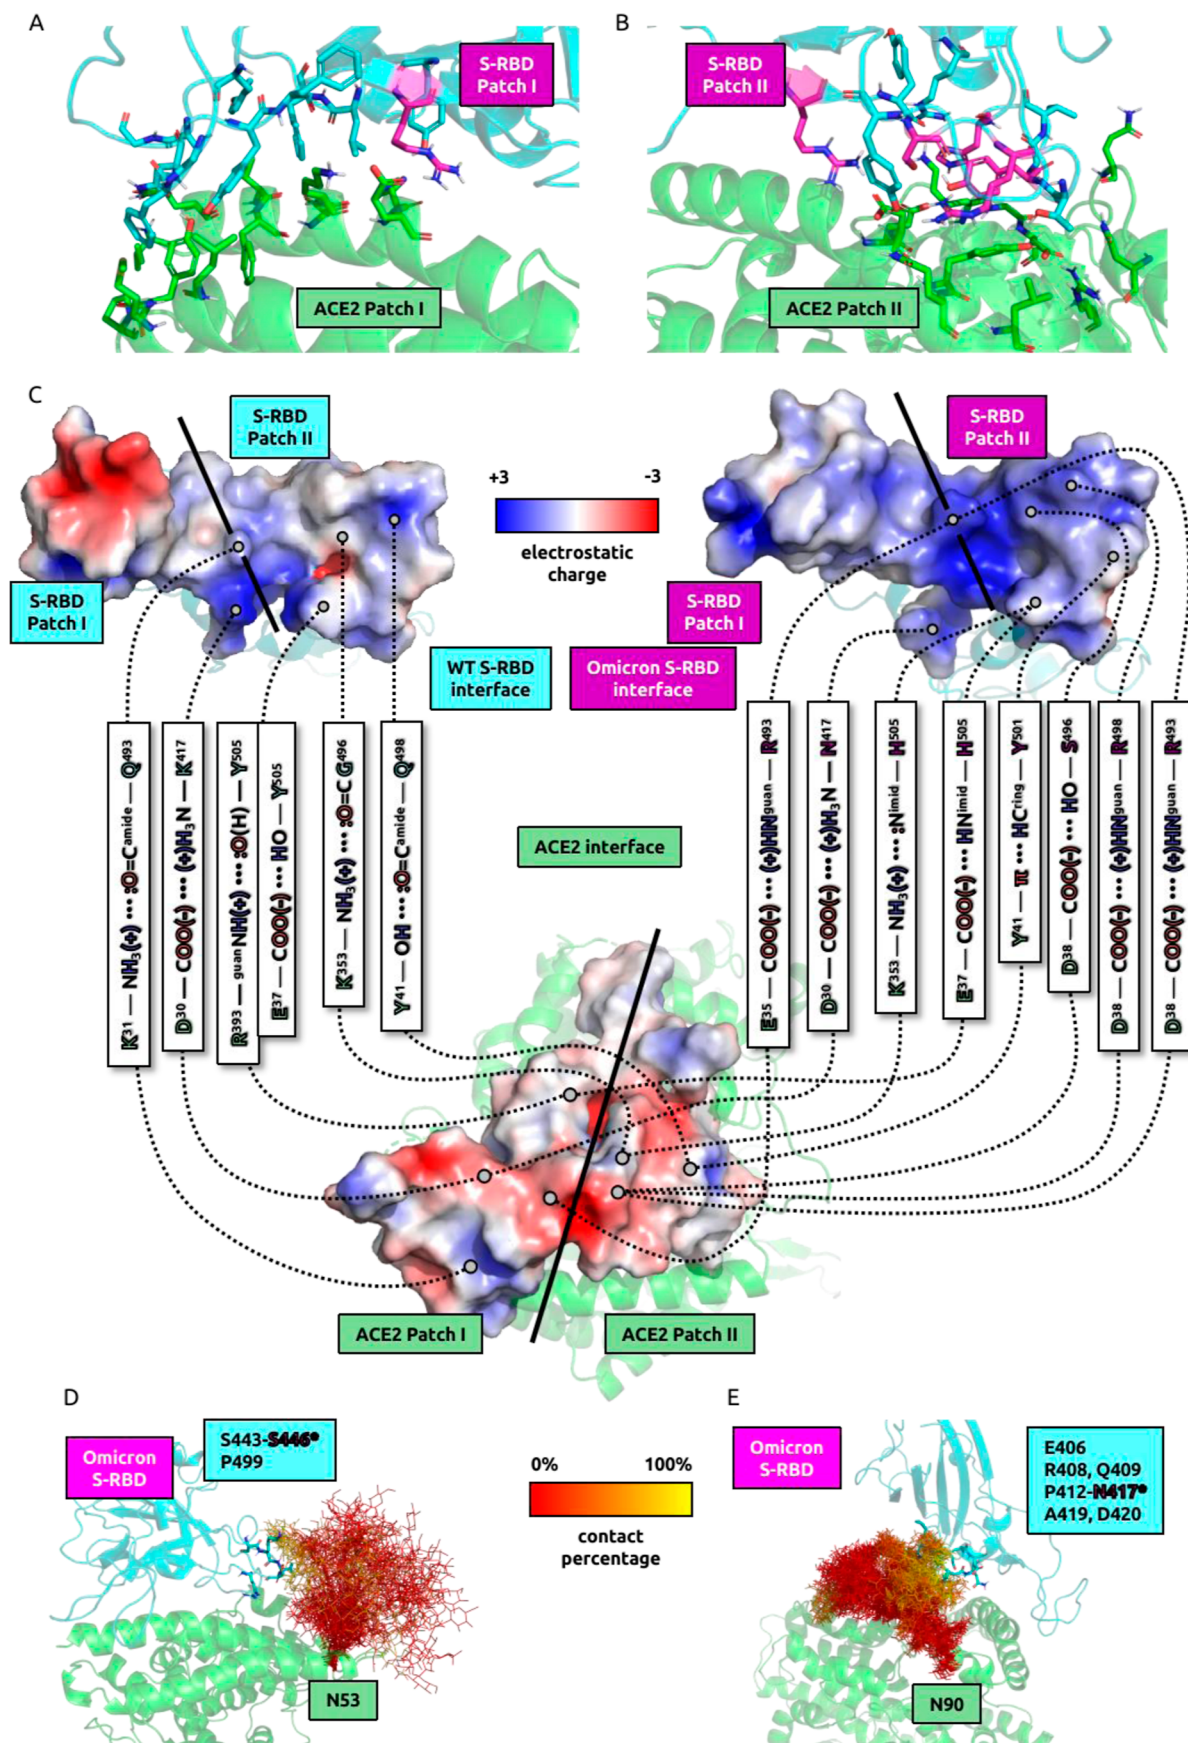 A
S-RBD
Patch I
ACE2 Patch I
B
S-RBD
Patch II
ACE2 Patch II
C
S-RBD
Patch II
S-RBD
Patch I
+3 -3
electrostatic
charge
S-RBD
Patch II
S-RBD
Patch I
WT S-RBD
interface
Omicron S-RBD
interface
K³¹ — NH₃(+) ••• :O=Cᵃᵐⁱᵈᵉ — Q⁴⁹³
D³⁰ — COO(-) ••• (+)H₃N — K⁴¹⁷
R³⁹³ — ᵍᵘᵃⁿNH(+) ••• :O(H) — Y⁵⁰⁵
E³⁷ — COO(-) ••• HO — Y⁵⁰⁵
K³⁵³ — NH₃(+) •••• :O=C G⁴⁹⁶
Y⁴¹ — OH ••• :O=Cᵃᵐⁱᵈᵉ — Q⁴⁹⁸
E³⁵ — COO(-) ••• (+)HNᵍᵘᵃⁿ — R⁴⁹³
D³⁰ — COO(-) ••• (+)H₃N — N⁴¹⁷
K³⁵³ — NH₃(+) •••• :Nⁱᵐⁱᵈ — H⁵⁰⁵
E³⁷ — COO(-) ••• HNⁱᵐⁱᵈ — H⁵⁰⁵
Y⁴¹ — π ••• HCʳⁱⁿᵍ — Y⁵⁰¹
D³⁸ — COO(-) ••• HO — S⁴⁹⁶
D³⁸ — COO(-) ••• (+)HNᵍᵘᵃⁿ — R⁴⁹⁸
D³⁸ — COO(-) ••• (+)HNᵍᵘᵃⁿ — R⁴⁹³
ACE2 interface
ACE2 Patch I
ACE2 Patch II
D
Omicron
S-RBD
S443-S446*
P499
N53
0% 100%
contact
percentage
E
Omicron
S-RBD
E406
R408, Q409
P412-N417*
A419, D420
N90